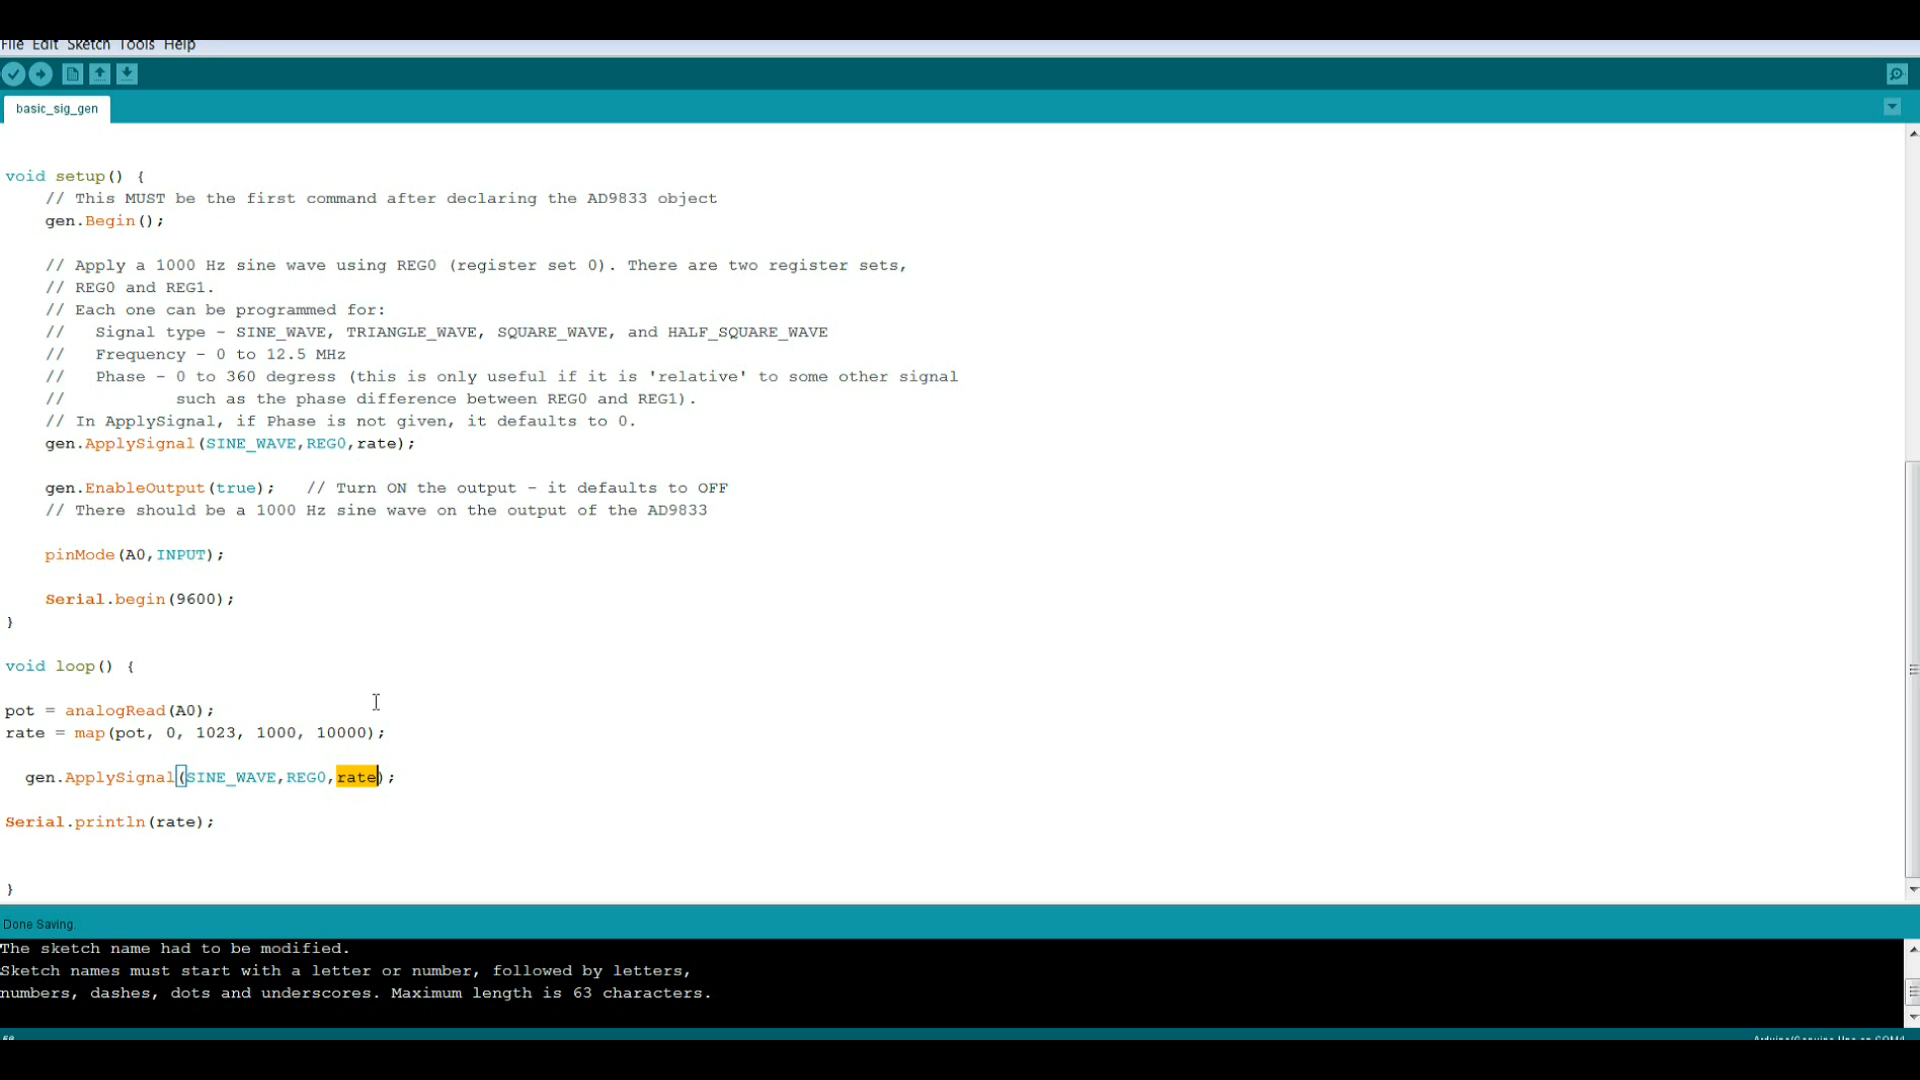 File Edit Sketch Tools Help
basic_sig_gen
void setup() {
// This MUST be the first command after declaring the AD9833 object
gen.Begin();
// Apply a 1000 Hz sine wave using REG0 (register set 0). There are two register sets,
// REG0 and REG1.
// Each one can be programmed for:
//   Signal type - SINE_WAVE, TRIANGLE_WAVE, SQUARE_WAVE, and HALF_SQUARE_WAVE
//   Frequency - 0 to 12.5 MHz
//   Phase - 0 to 360 degress (this is only useful if it is 'relative' to some other signal
//           such as the phase difference between REG0 and REG1).
// In ApplySignal, if Phase is not given, it defaults to 0.
gen.ApplySignal(SINE_WAVE,REG0,rate);
gen.EnableOutput(true);   // Turn ON the output - it defaults to OFF
// There should be a 1000 Hz sine wave on the output of the AD9833
pinMode(A0,INPUT);
Serial.begin(9600);
}
void loop() {
pot = analogRead(A0);
rate = map(pot, 0, 1023, 1000, 10000);
gen.ApplySignal(SINE_WAVE,REG0,rate);
Serial.println(rate);
}
Done Saving.
The sketch name had to be modified.
Sketch names must start with a letter or number, followed by letters,
numbers, dashes, dots and underscores. Maximum length is 63 characters.